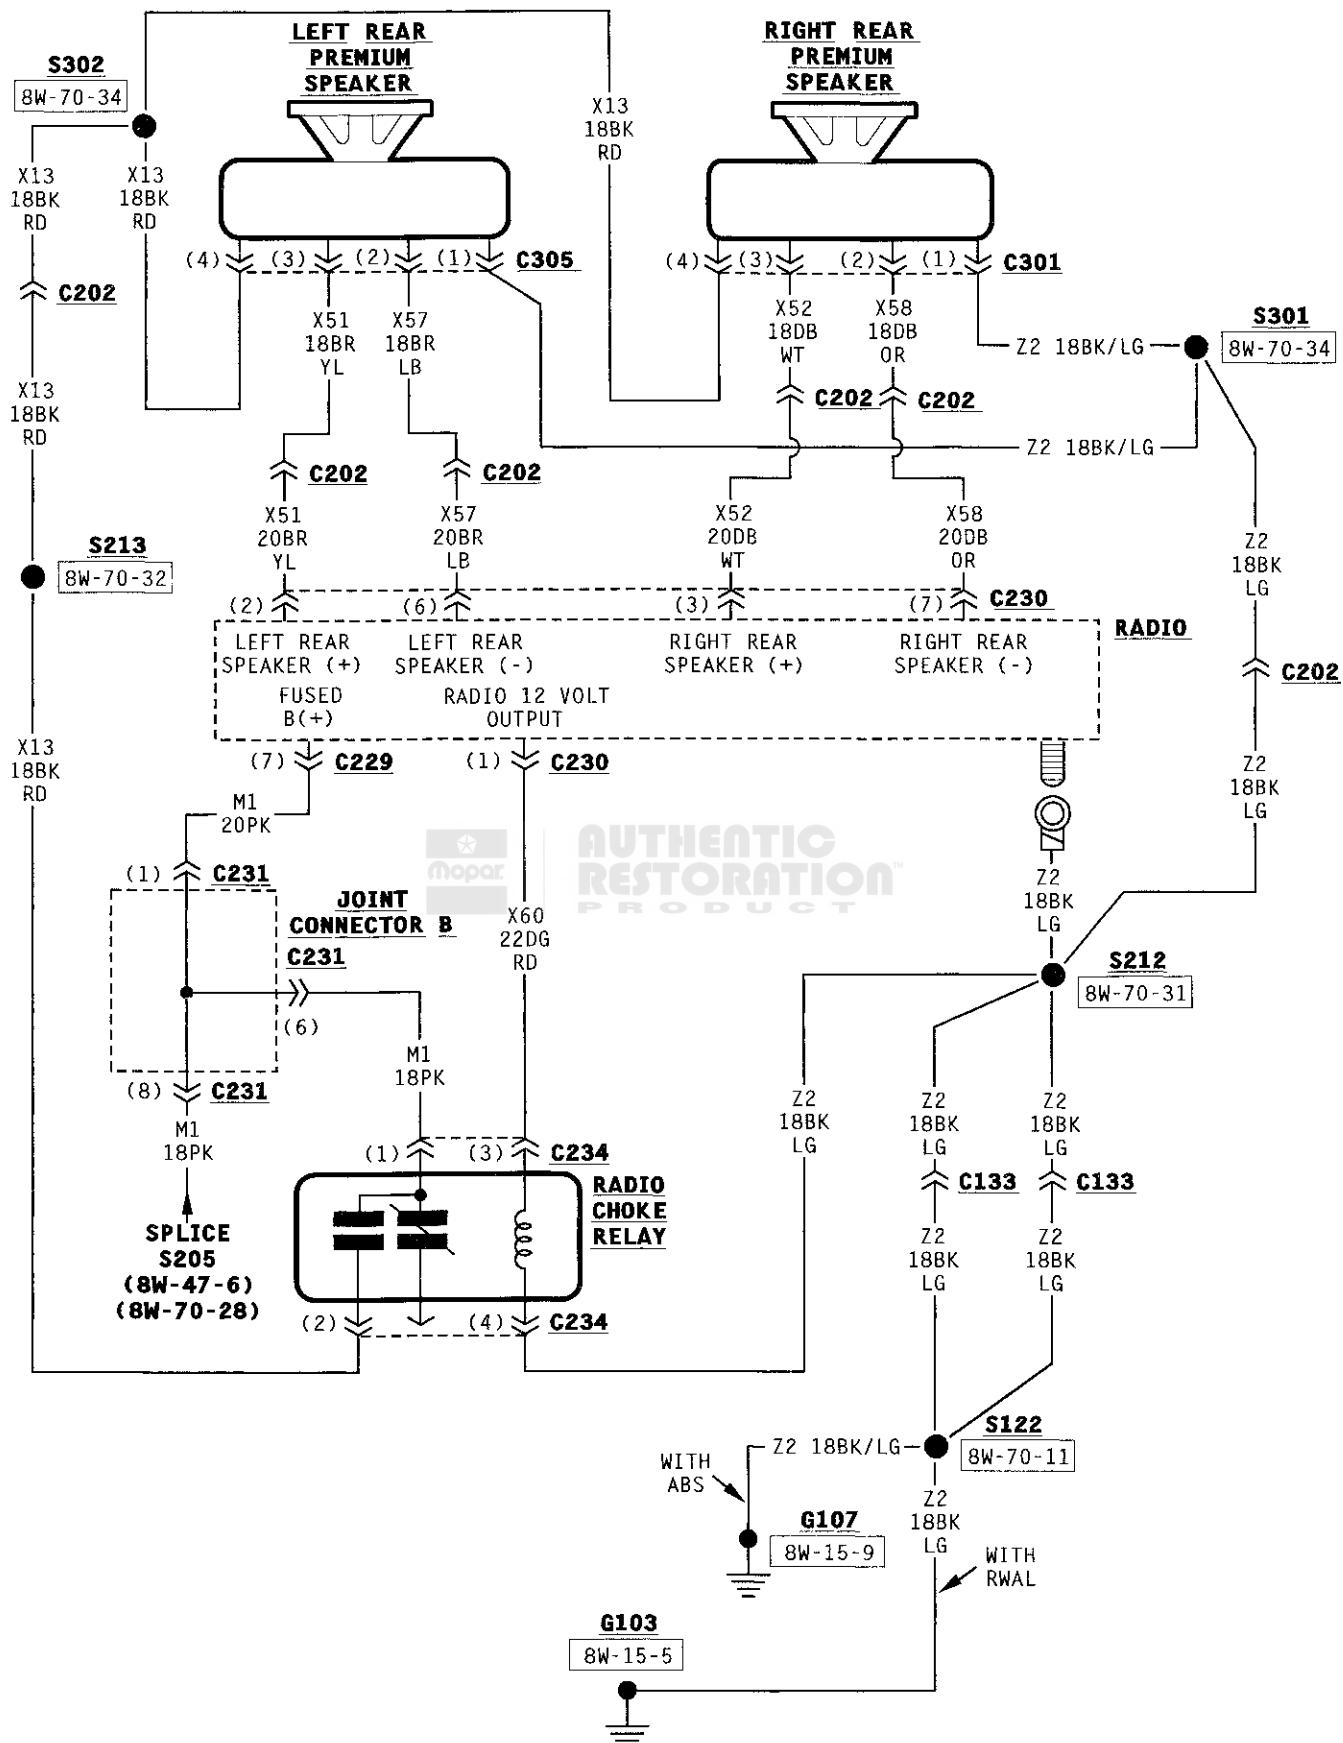 LEFT REAR
PREMIUM
SPEAKER
RIGHT REAR
PREMIUM
SPEAKER
S302
8W-70-34
X13
18BK
RD
X13
18BK
RD
X13
18BK
RD
(4)
(3)
(2)
(1)
C305
(4)
(3)
(2)
(1)
C301
C202
X51
18BR
YL
X57
18BR
LB
X52
18DB
WT
X58
18DB
OR
S301
8W-70-34
Z2 18BK/LG
X13
18BK
RD
C202
C202
Z2 18BK/LG
C202
C202
X51
20BR
YL
X57
20BR
LB
X52
20DB
WT
X58
20DB
OR
Z2
18BK
LG
S213
8W-70-32
(2)
(6)
(3)
(7)
C230
RADIO
LEFT REAR
SPEAKER (+)
LEFT REAR
SPEAKER (-)
RIGHT REAR
SPEAKER (+)
RIGHT REAR
SPEAKER (-)
FUSED
B(+)
RADIO 12 VOLT
OUTPUT
C202
X13
18BK
RD
(7)
C229
(1)
C230
Z2
18BK
LG
M1
20PK
Mopar
AUTHENTIC
RESTORATION™
PRODUCT
(1)
C231
JOINT
CONNECTOR B
C231
(6)
X60
22DG
RD
Z2
18BK
LG
S212
8W-70-31
M1
18PK
(8)
C231
M1
18PK
Z2
18BK
LG
Z2
18BK
LG
Z2
18BK
LG
(1)
(3)
C234
C133
C133
RADIO
CHOKE
RELAY
SPLICE
S205
(8W-47-6)
(8W-70-28)
Z2
18BK
LG
Z2
18BK
LG
(2)
(4)
C234
S122
8W-70-11
Z2 18BK/LG
WITH
ABS
Z2
18BK
LG
G107
8W-15-9
WITH
RWAL
G103
8W-15-5